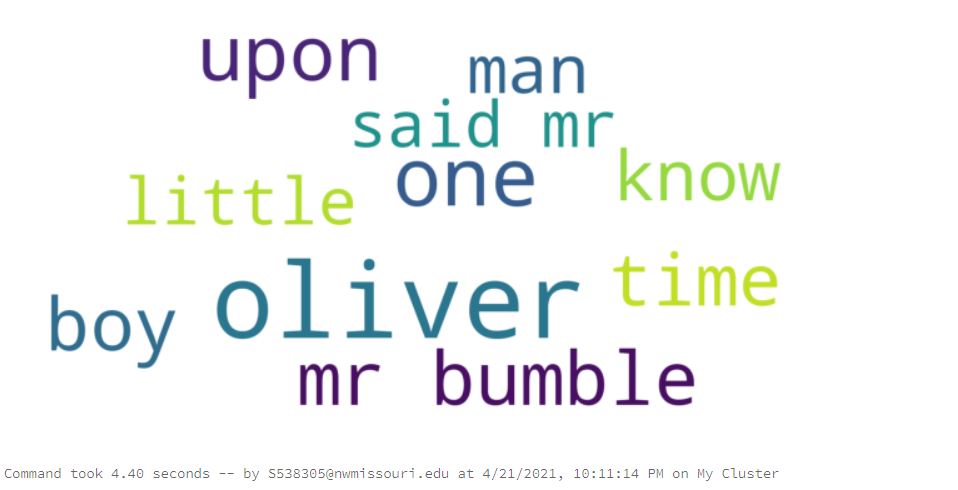 upon
man
said mr
one
know
little
oliver
time
boy
mr bumble
Command took 4.40 seconds -- by S538305@nwmissouri.edu at 4/21/2021, 10:11:14 PM on My Cluster